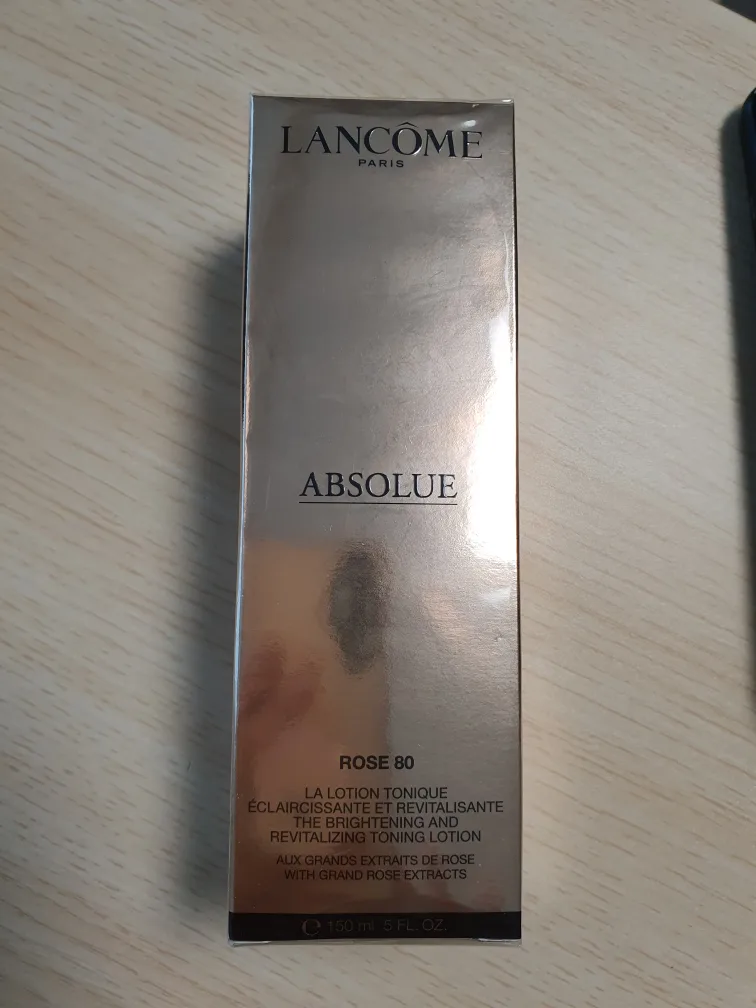 LANCÔME
PARIS
ABSOLUE
ROSE 80
LA LOTION TONIQUE
ÉCLAIRCISSANTE ET REVITALISANTE
THE BRIGHTENING AND
REVITALIZING TONING LOTION
AUX GRANDS EXTRAITS DE ROSE
WITH GRAND ROSE EXTRACTS
℮ 150 ml 5 FL. OZ.